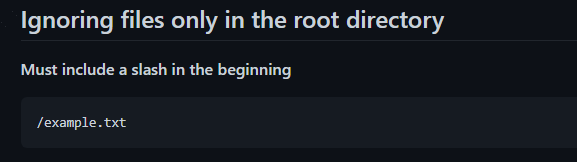 Ignoring files only in the root directory
Must include a slash in the beginning
/example.txt